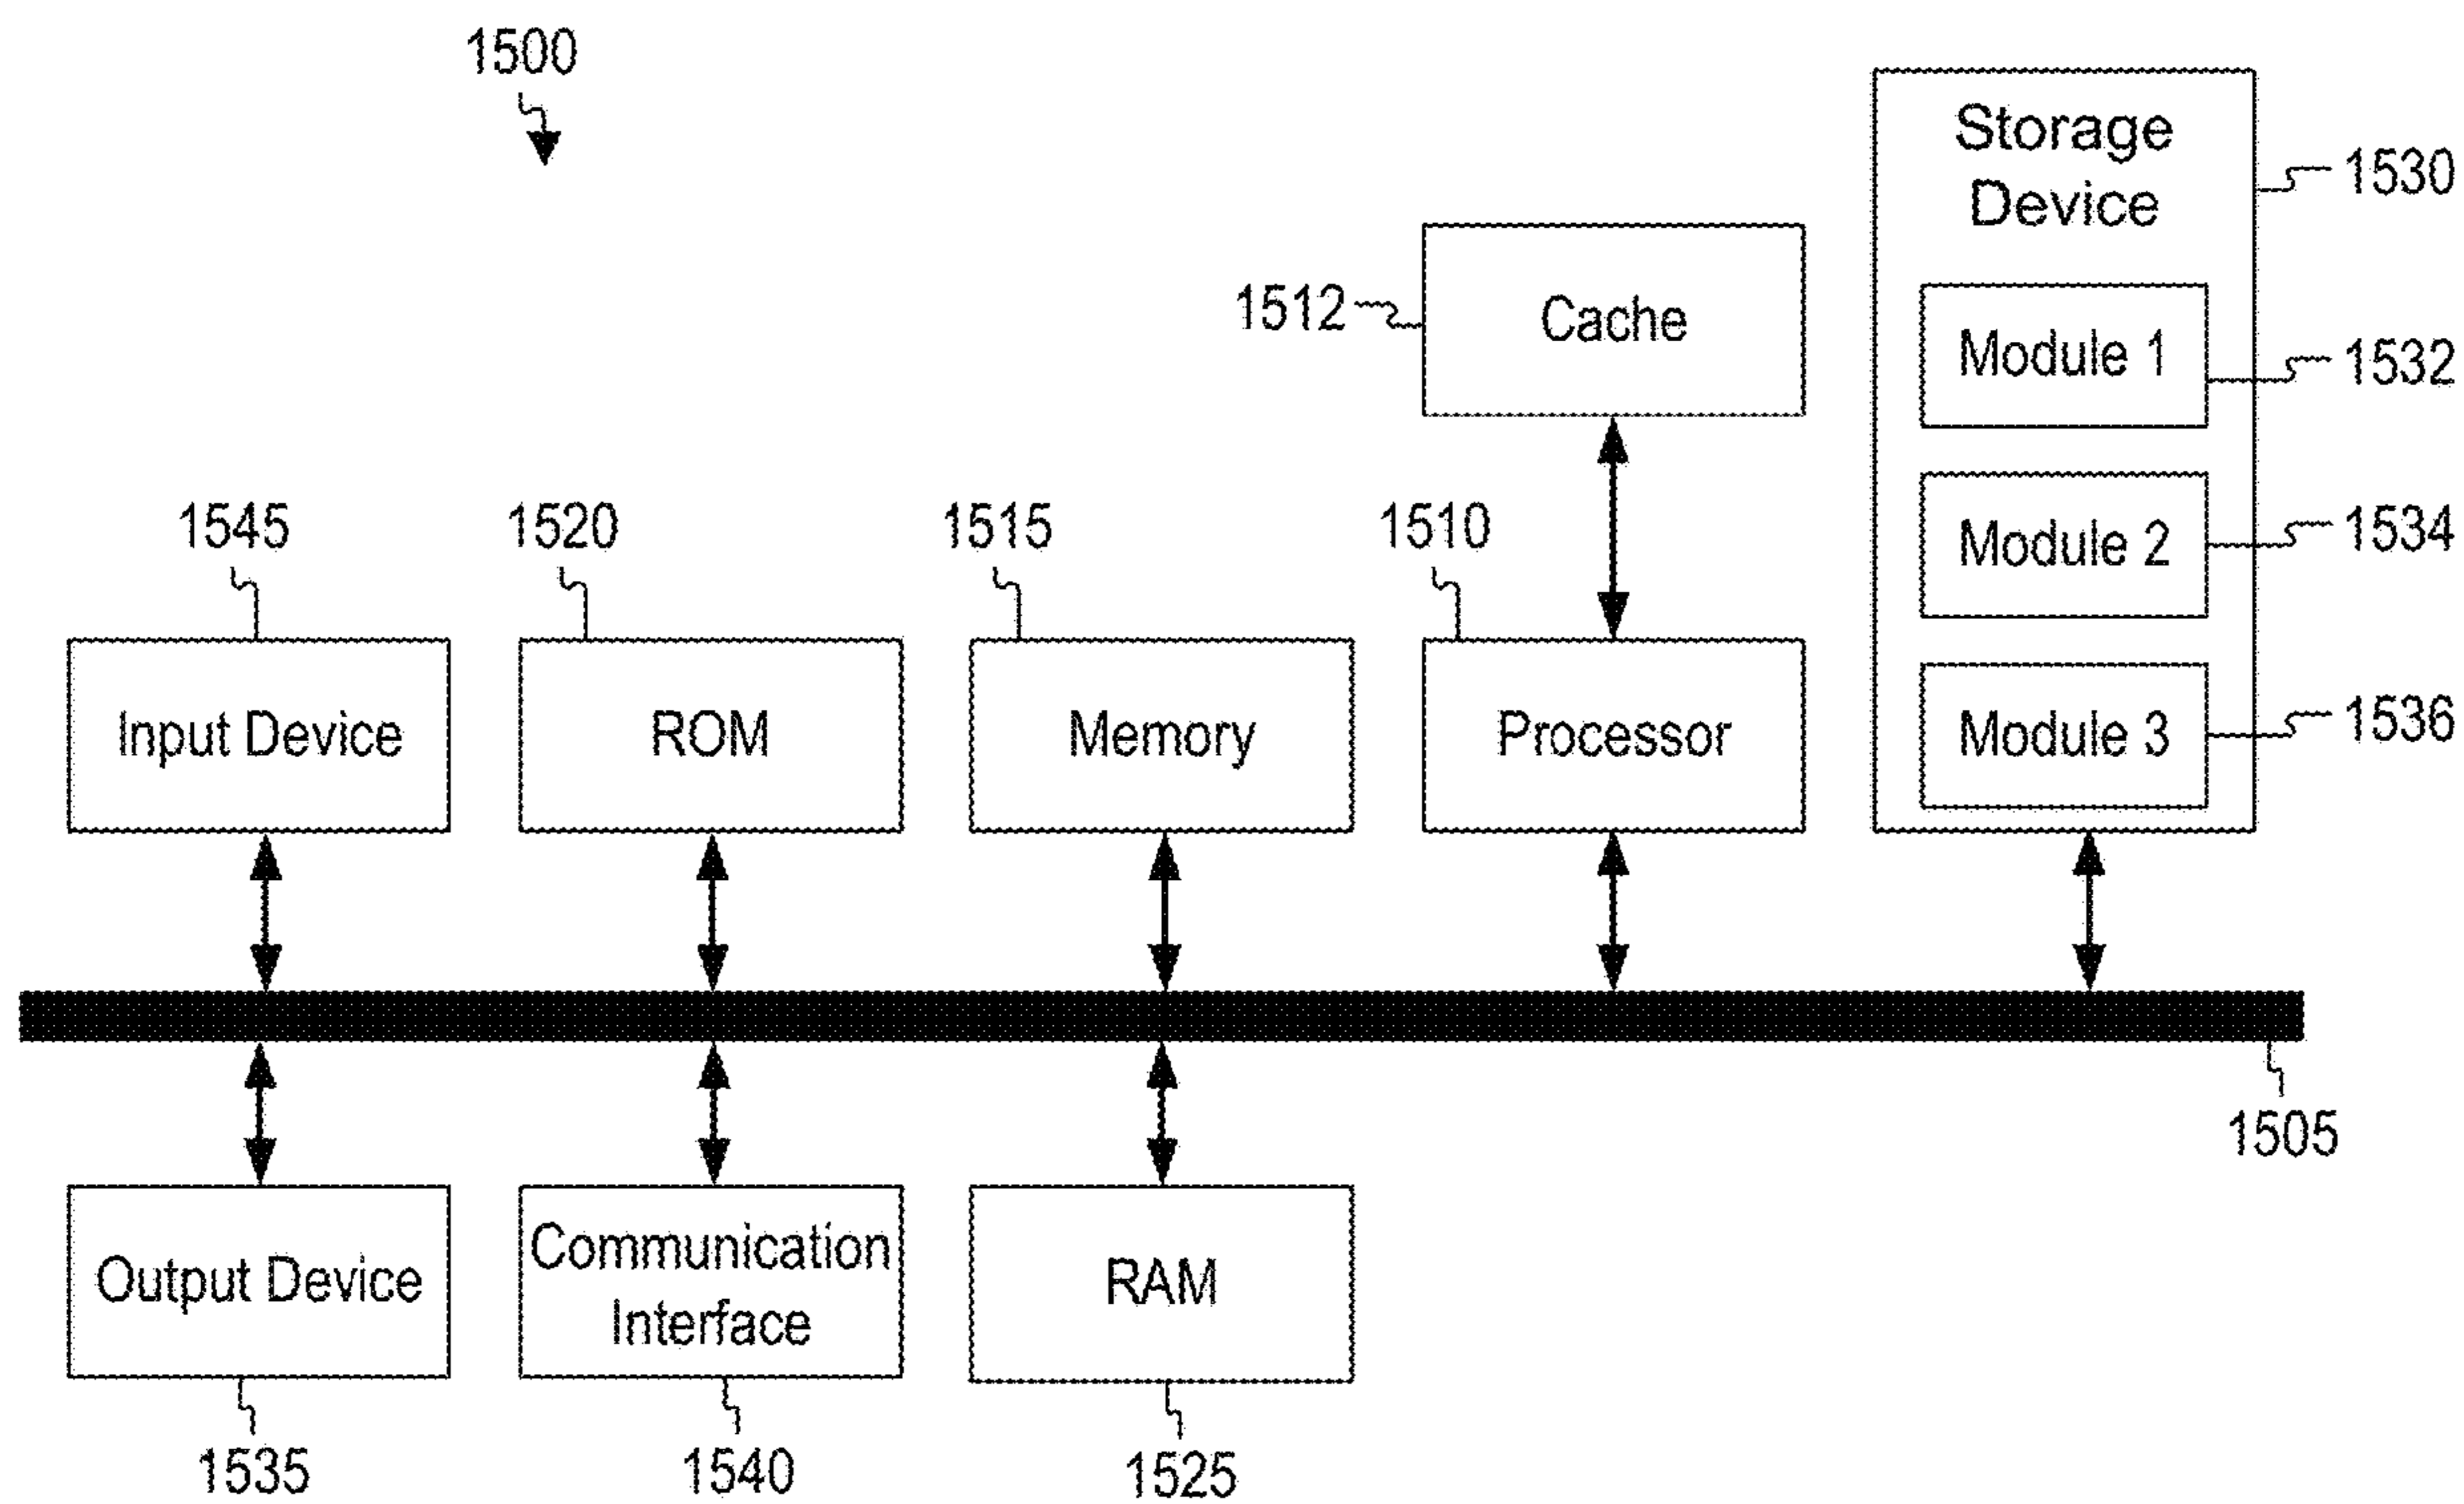 1500
Storage
Device
1530
1512
Cache
Module 1
1532
1545
1520
1515
1510
Module 2
1534
Input Device
ROM
Memory
Processor
Module 3
1536
1505
Output Device
Communication
Interface
RAM
1535
1540
1525